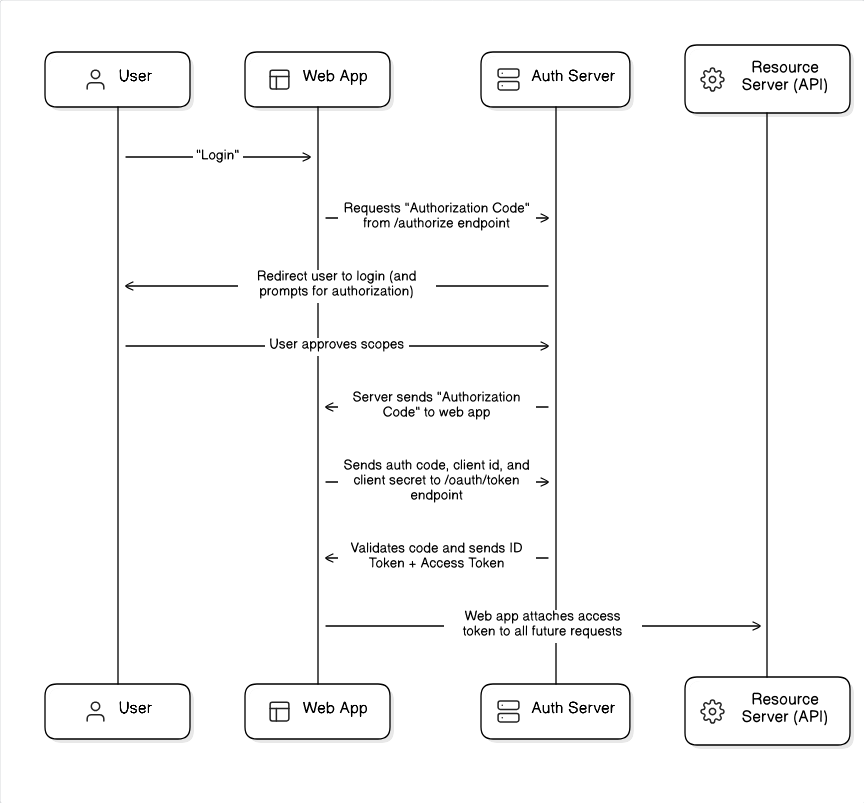 User
Web App
Auth Server
Resource
Server (API)
"Login"
Requests "Authorization Code"
from /authorize endpoint
Redirect user to login (and
prompts for authorization)
User approves scopes
Server sends "Authorization
Code" to web app
Sends auth code, client id, and
client secret to /oauth/token
endpoint
Validates code and sends ID
Token + Access Token
Web app attaches access
token to all future requests
User
Web App
Auth Server
Resource
Server (API)